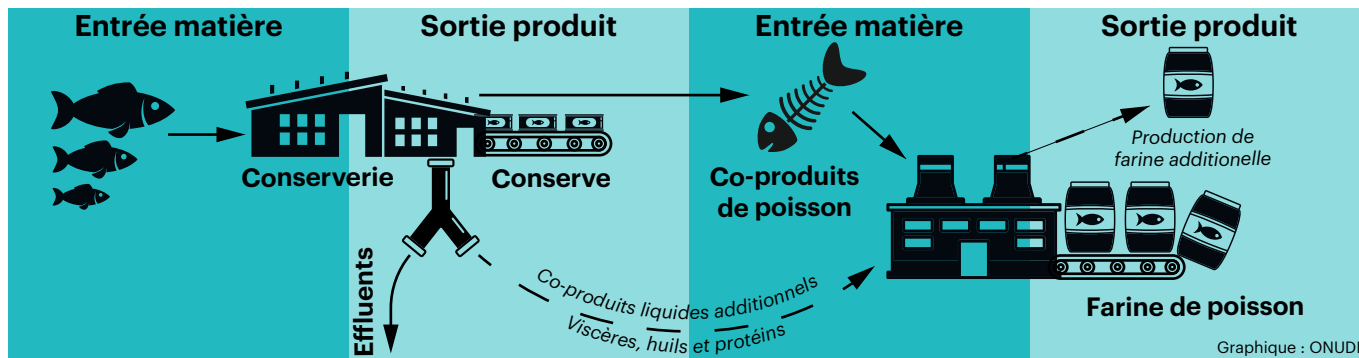 Entrée matière
Sortie produit
Entrée matière
Sortie produit
Conserverie
Conserve
Effluents
Co-produits liquides additionnels
Viscères, huils et protéins
Co-produits
de poisson
Production de
farine additionelle
Farine de poisson
Graphique : ONUDI